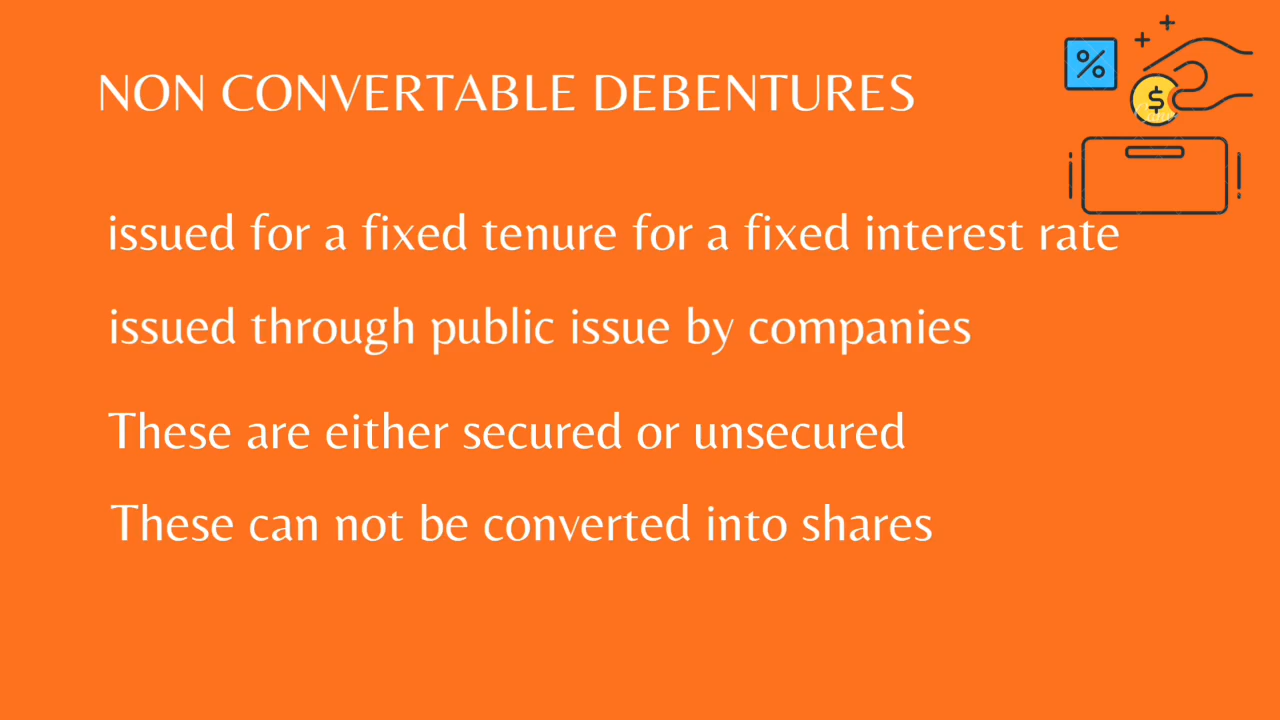 NON CONVERTABLE DEBENTURES
%
$
issued for a fixed tenure for a fixed interest rate
issued through public issue by companies
These are either secured or unsecured
These can not be converted into shares